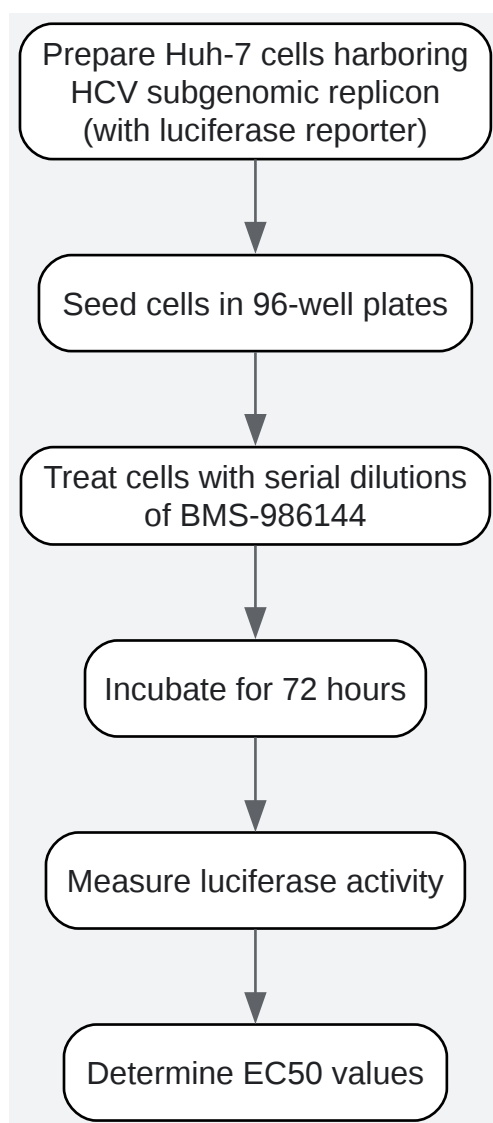 Prepare Huh-7 cells harboring
HCV subgenomic replicon
(with luciferase reporter)
Seed cells in 96-well plates
Treat cells with serial dilutions
of BMS-986144
Incubate for 72 hours
Measure luciferase activity
Determine EC50 values